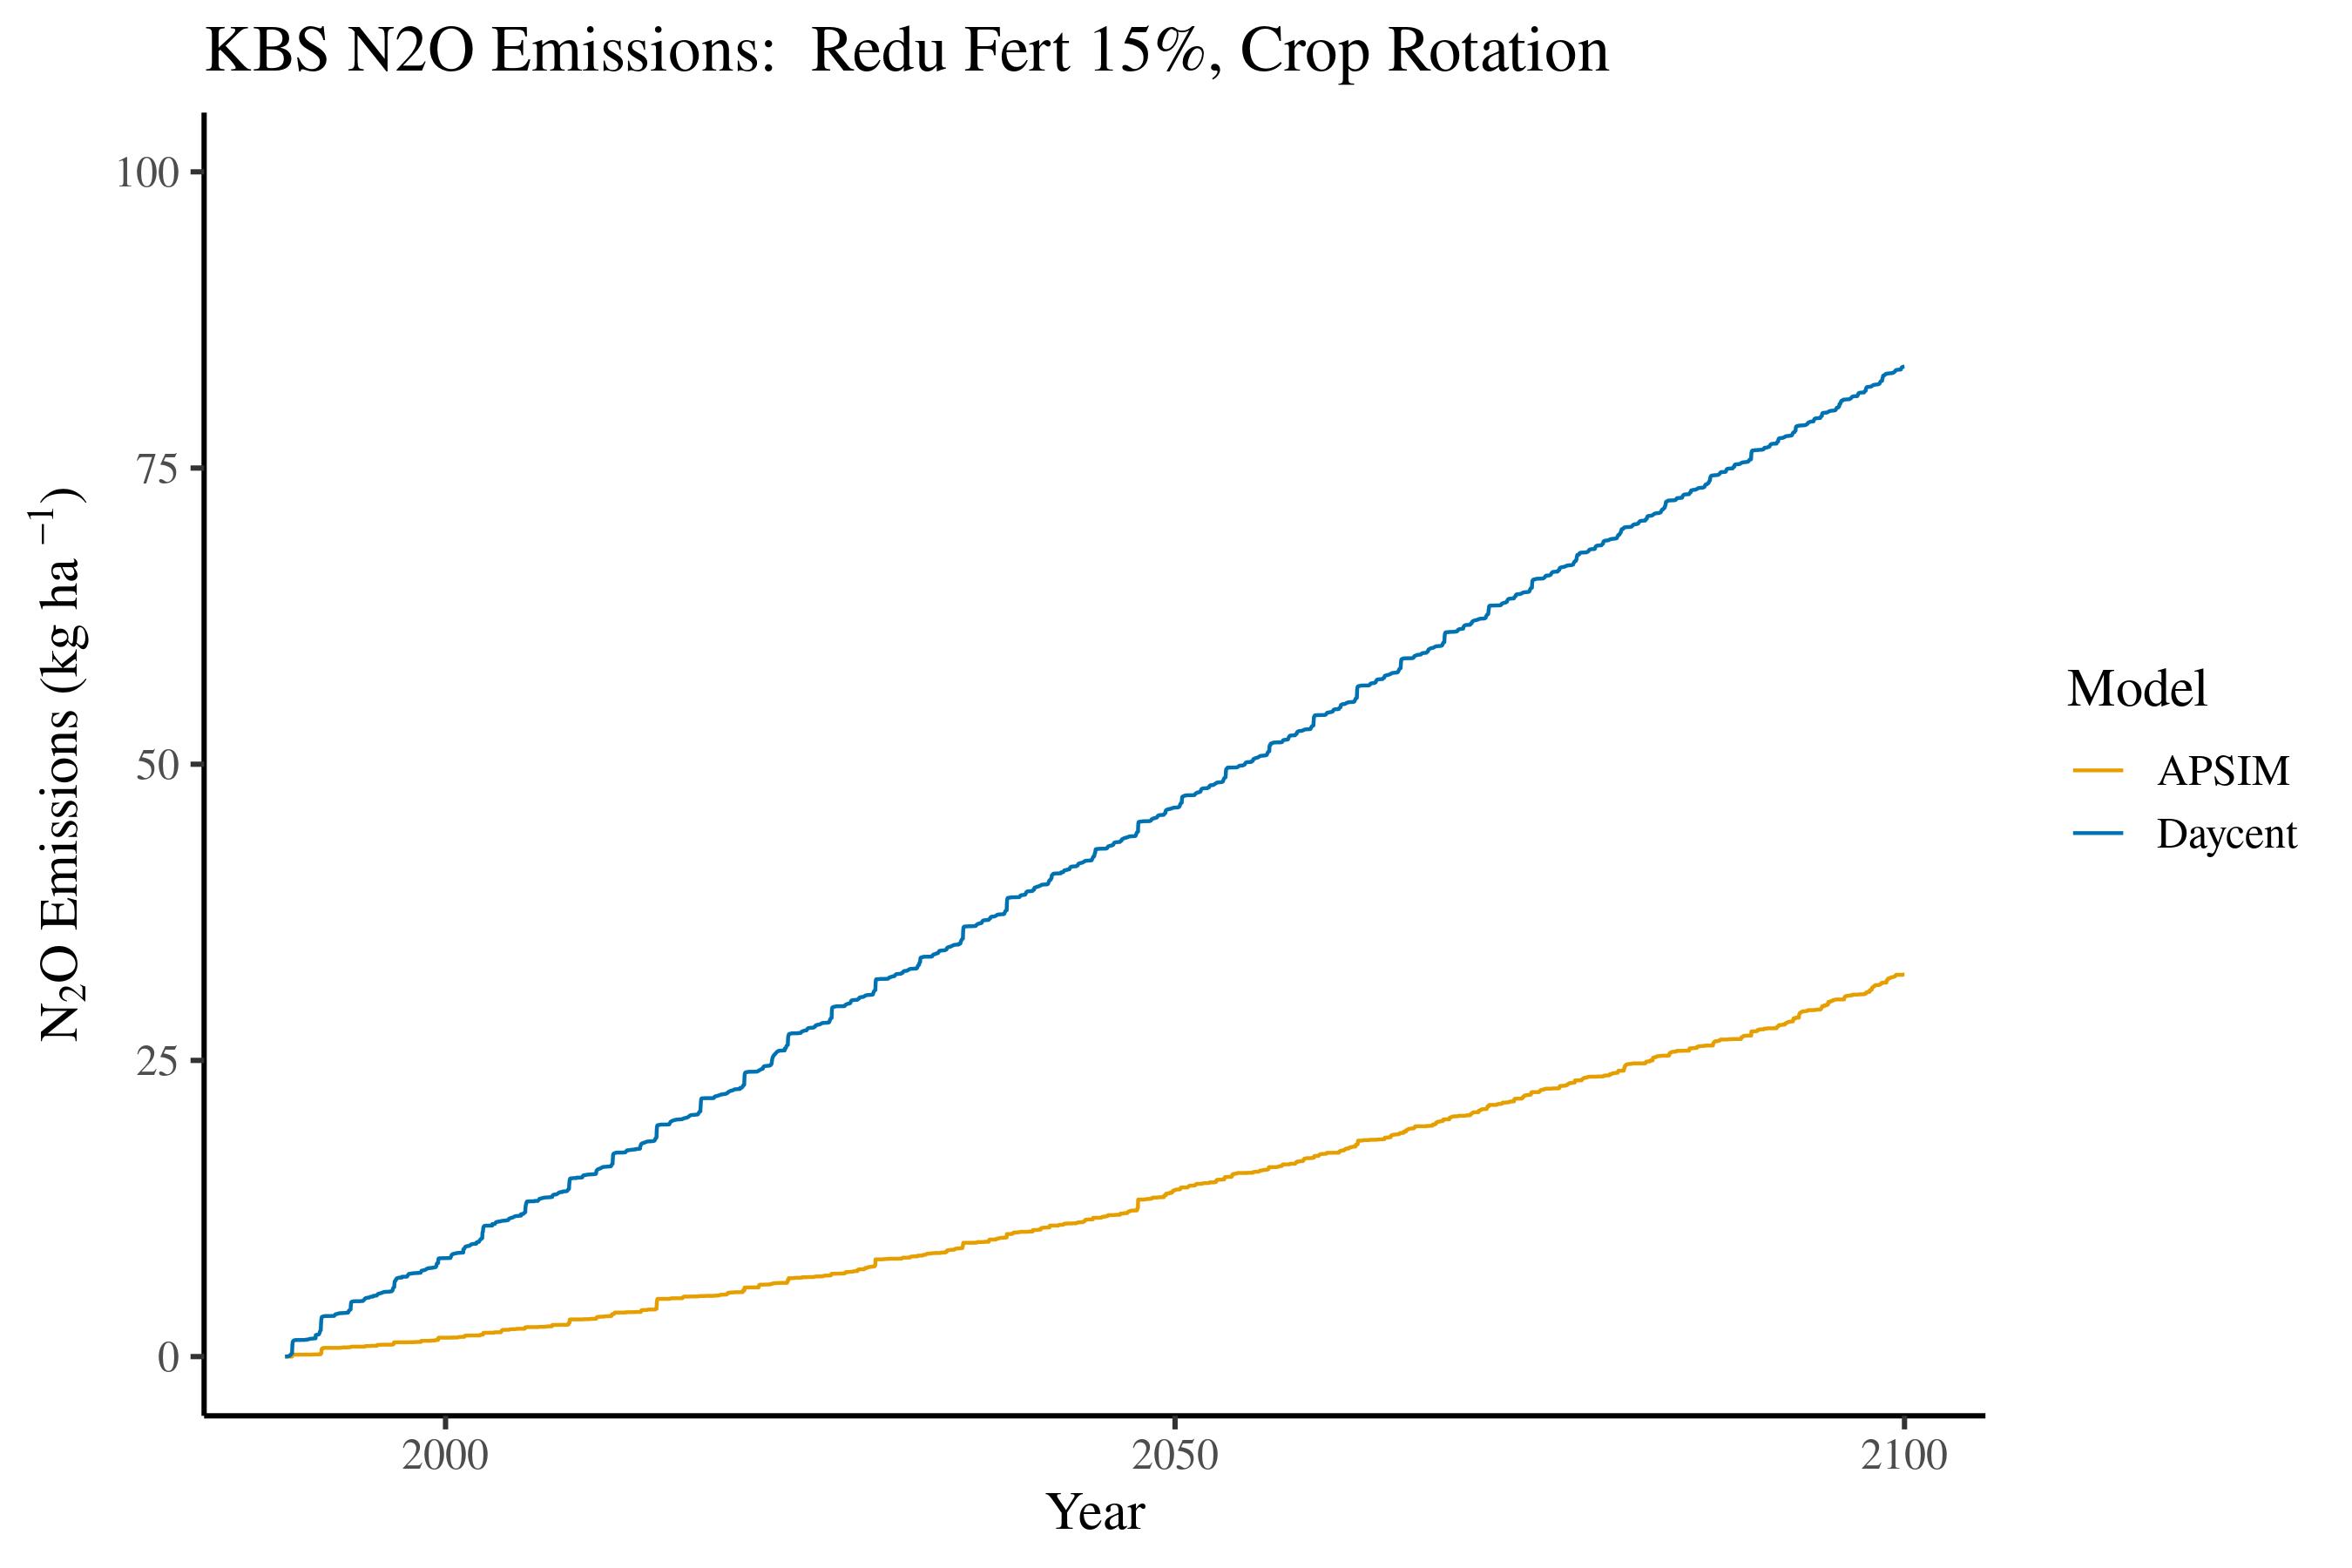 KBS N2O Emissions:  Redu Fert 15%, Crop Rotation
N₂O Emissions (kg ha ⁻¹)
100
75
50
25
0
2000
2050
2100
Year
Model
APSIM
Daycent